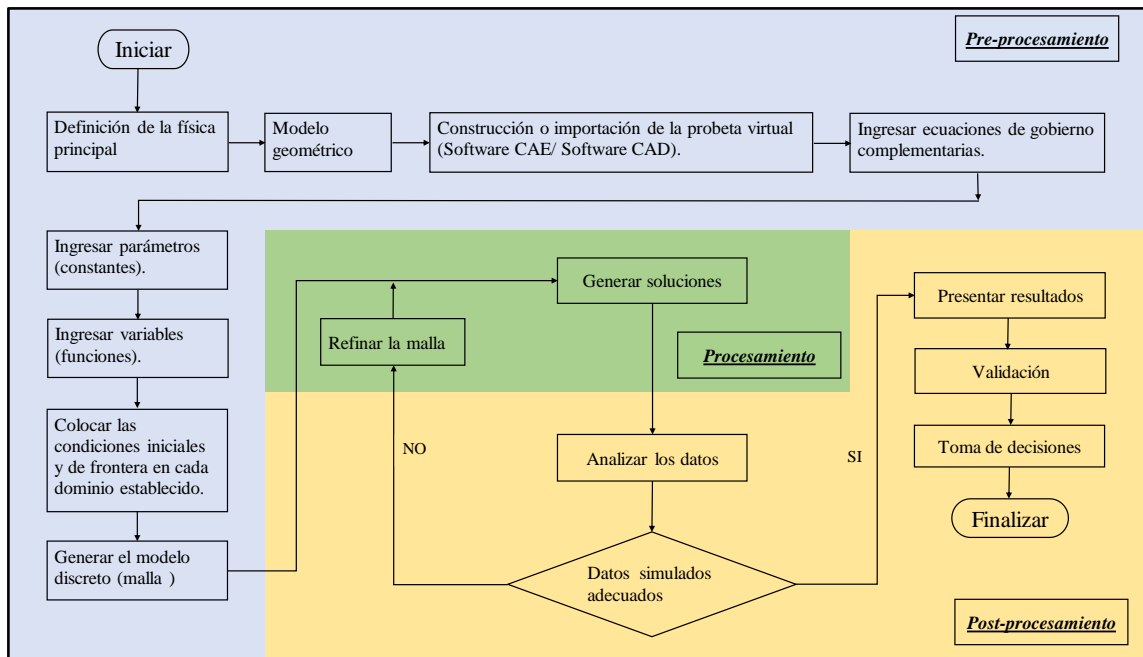 Iniciar
Pre-procesamiento
Definición de la física
principal
Modelo
geométrico
Construcción o importación de la probeta virtual
(Software CAE/ Software CAD).
Ingresar ecuaciones de gobierno
complementarias.
Ingresar parámetros
(constantes).
Ingresar variables
(funciones).
Colocar las
condiciones iniciales
y de frontera en cada
dominio establecido.
Generar el modelo
discreto (malla )
Generar soluciones
Refinar la malla
Procesamiento
NO
Analizar los datos
Datos simulados
adecuados
SI
Presentar resultados
Validación
Toma de decisiones
Finalizar
Post-procesamiento